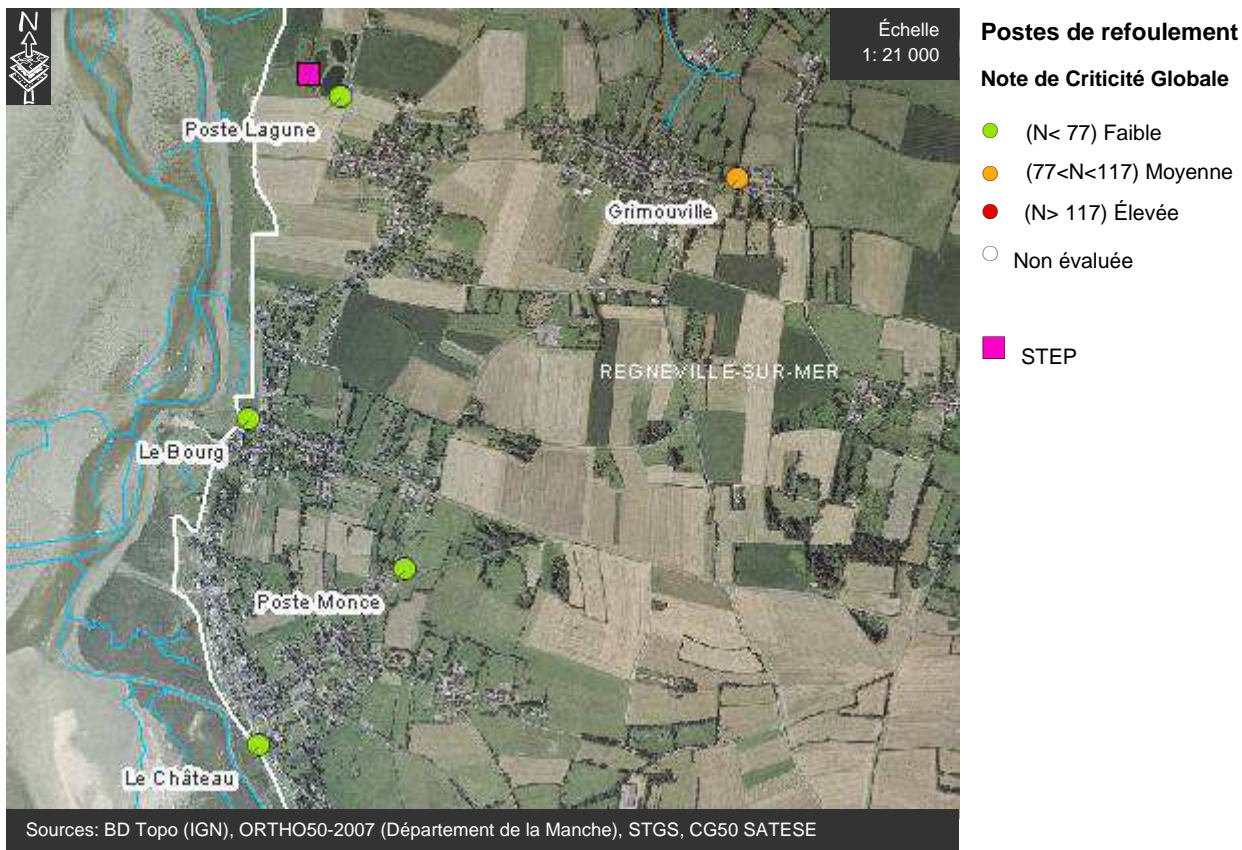 N
Échelle
1: 21 000
Poste Lagune
Grimouville
REGNEVILLE-SUR-MER
Le Bourg
Poste Monce
Le Château
Sources: BD Topo (IGN), ORTHO50-2007 (Département de la Manche), STGS, CG50 SATESE
Postes de refoulement
Note de Criticité Globale
(N< 77) Faible
(77<N<117) Moyenne
(N> 117) Élevée
Non évaluée
STEP